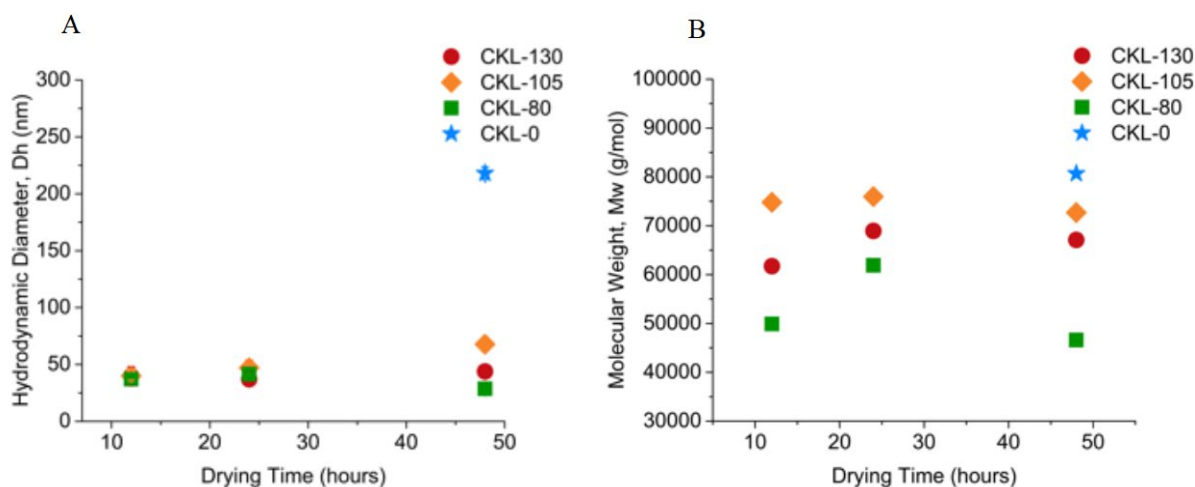 A
CKL-130
CKL-105
CKL-80
CKL-0
300
250
200
150
100
50
0
Hydrodynamic Diameter, Dh (nm)
10
20
30
40
50
Drying Time (hours)
B
CKL-130
CKL-105
CKL-80
CKL-0
100000
90000
80000
70000
60000
50000
40000
30000
Molecular Weight, Mw (g/mol)
10
20
30
40
50
Drying Time (hours)